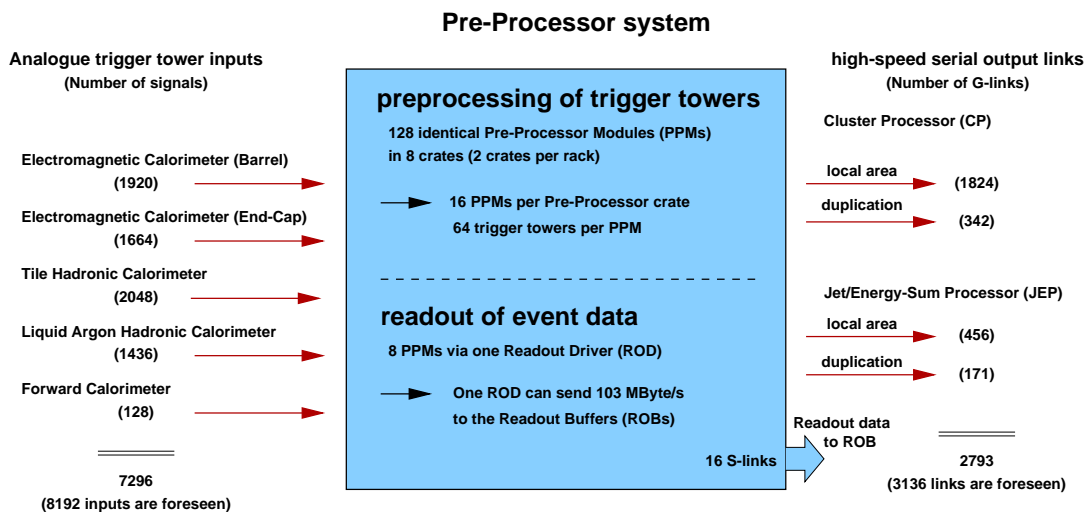 Pre-Processor system
Analogue trigger tower inputs
(Number of signals)
Electromagnetic Calorimeter (Barrel)
(1920)
Electromagnetic Calorimeter (End-Cap)
(1664)
Tile Hadronic Calorimeter
(2048)
Liquid Argon Hadronic Calorimeter
(1436)
Forward Calorimeter
(128)
7296
(8192 inputs are foreseen)
preprocessing of trigger towers
128 identical Pre-Processor Modules (PPMs)
in 8 crates (2 crates per rack)
16 PPMs per Pre-Processor crate
64 trigger towers per PPM
readout of event data
8 PPMs via one Readout Driver (ROD)
One ROD can send 103 MByte/s
to the Readout Buffers (ROBs)
16 S-links
high-speed serial output links
(Number of G-links)
Cluster Processor (CP)
local area
(1824)
duplication
(342)
Jet/Energy-Sum Processor (JEP)
local area
(456)
duplication
(171)
Readout data
to ROB
2793
(3136 links are foreseen)